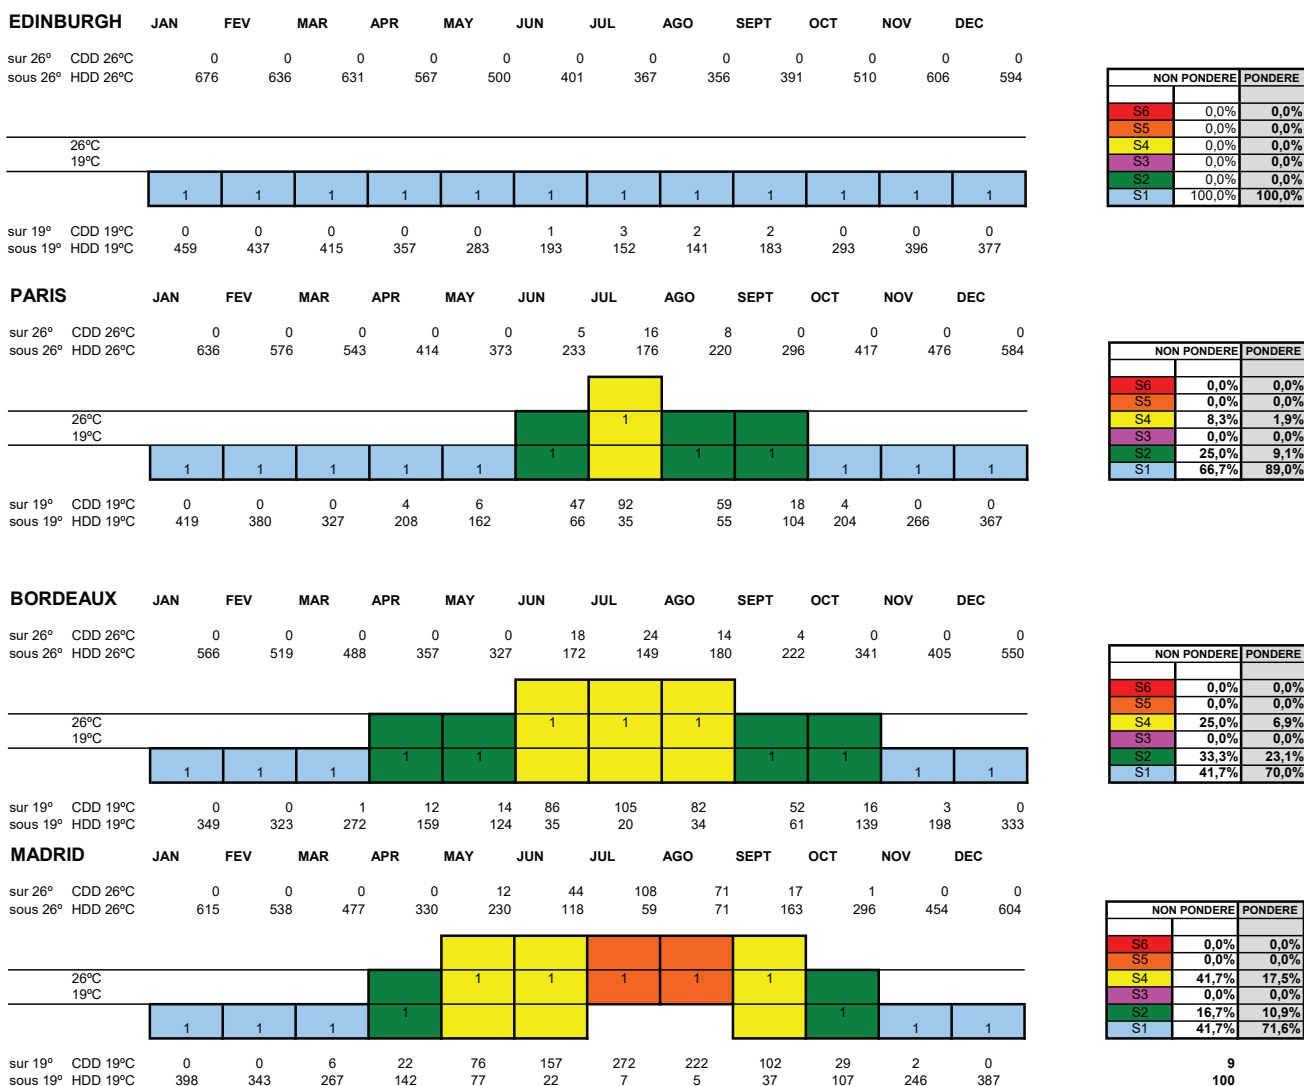 EDINBURGH JAN FEV MAR APR MAY JUN JUL AGO SEPT OCT NOV DEC
sur 26º CDD 26ºC 0 0 0 0 0 0 0 0 0 0 0 0
sous 26º HDD 26ºC 676 636 631 567 500 401 367 356 391 510 606 594
NON PONDERE PONDERE
S6 0,0% 0,0%
S5 0,0% 0,0%
S4 0,0% 0,0%
S3 0,0% 0,0%
S2 0,0% 0,0%
S1 100,0% 100,0%
26ºC
19ºC
1 1 1 1 1 1 1 1 1 1 1 1
sur 19º CDD 19ºC 0 0 0 0 0 1 3 2 2 0 0 0
sous 19º HDD 19ºC 459 437 415 357 283 193 152 141 183 293 396 377
PARIS JAN FEV MAR APR MAY JUN JUL AGO SEPT OCT NOV DEC
sur 26º CDD 26ºC 0 0 0 0 0 5 16 8 0 0 0 0
sous 26º HDD 26ºC 636 576 543 414 373 233 176 220 296 417 476 584
NON PONDERE PONDERE
S6 0,0% 0,0%
S5 0,0% 0,0%
S4 8,3% 1,9%
S3 0,0% 0,0%
S2 25,0% 9,1%
S1 66,7% 89,0%
26ºC 1
19ºC
1 1 1
1 1 1 1 1 1 1 1
sur 19º CDD 19ºC 0 0 0 4 6 47 92 59 18 4 0 0
sous 19º HDD 19ºC 419 380 327 208 162 66 35 55 104 204 266 367
BORDEAUX JAN FEV MAR APR MAY JUN JUL AGO SEPT OCT NOV DEC
sur 26º CDD 26ºC 0 0 0 0 0 18 24 14 4 0 0 0
sous 26º HDD 26ºC 566 519 488 357 327 172 149 180 222 341 405 550
NON PONDERE PONDERE
S6 0,0% 0,0%
S5 0,0% 0,0%
S4 25,0% 6,9%
S3 0,0% 0,0%
S2 33,3% 23,1%
S1 41,7% 70,0%
26ºC 1 1 1
19ºC
1 1 1 1
1 1 1 1 1
sur 19º CDD 19ºC 0 0 1 12 14 86 105 82 52 16 3 0
sous 19º HDD 19ºC 349 323 272 159 124 35 20 34 61 139 198 333
MADRID JAN FEV MAR APR MAY JUN JUL AGO SEPT OCT NOV DEC
sur 26º CDD 26ºC 0 0 0 0 12 44 108 71 17 1 0 0
sous 26º HDD 26ºC 615 538 477 330 230 118 59 71 163 296 454 604
NON PONDERE PONDERE
S6 0,0% 0,0%
S5 0,0% 0,0%
S4 41,7% 17,5%
S3 0,0% 0,0%
S2 16,7% 10,9%
S1 41,7% 71,6%
26ºC 1 1 1 1 1
19ºC
1 1
1 1 1 1 1
sur 19º CDD 19ºC 0 0 6 22 76 157 272 222 102 29 2 0 9
sous 19º HDD 19ºC 398 343 267 142 77 22 7 5 37 107 246 387 100